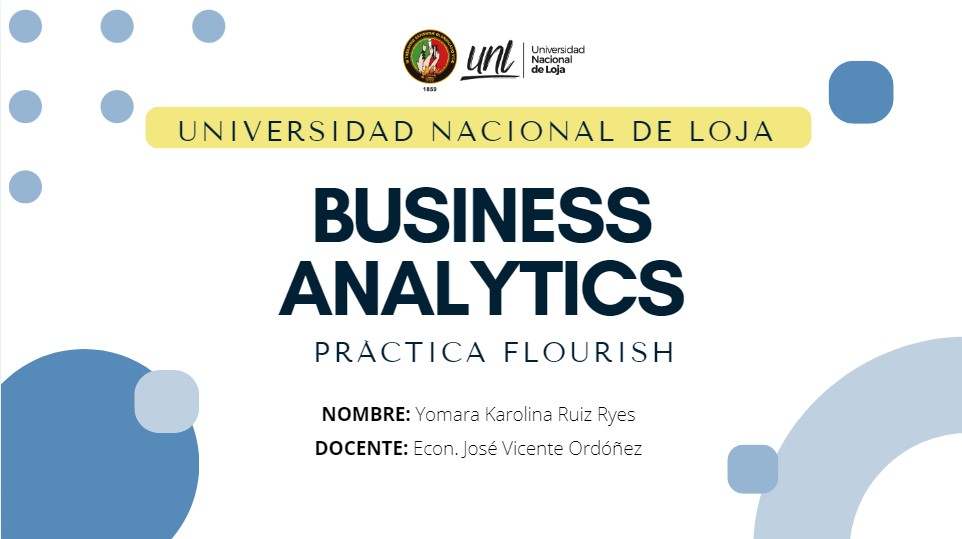 unl
Universidad
Nacional
de Loja
1859
UNIVERSIDAD NACIONAL DE LOJA
BUSINESS
ANALYTICS
PRÀCTICA FLOURISH
NOMBRE: Yomara Karolina Ruiz Ryes
DOCENTE: Econ. José Vicente Ordóñez